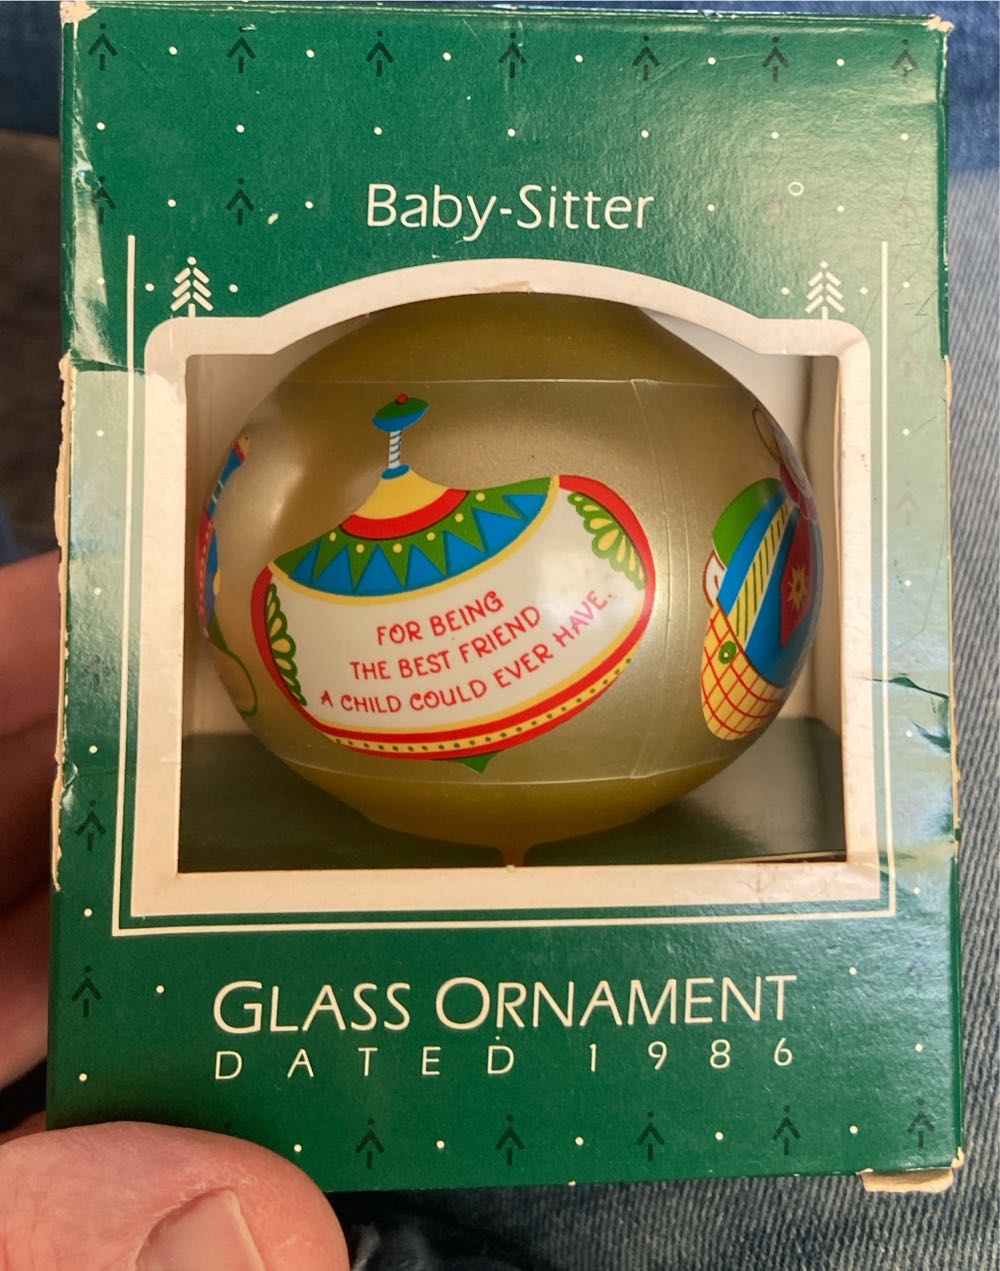 Baby-Sitter
FOR BEING
THE BEST FRIEND
A CHILD COULD EVER HAVE.
GLASS ORNAMENT
DATED 1986